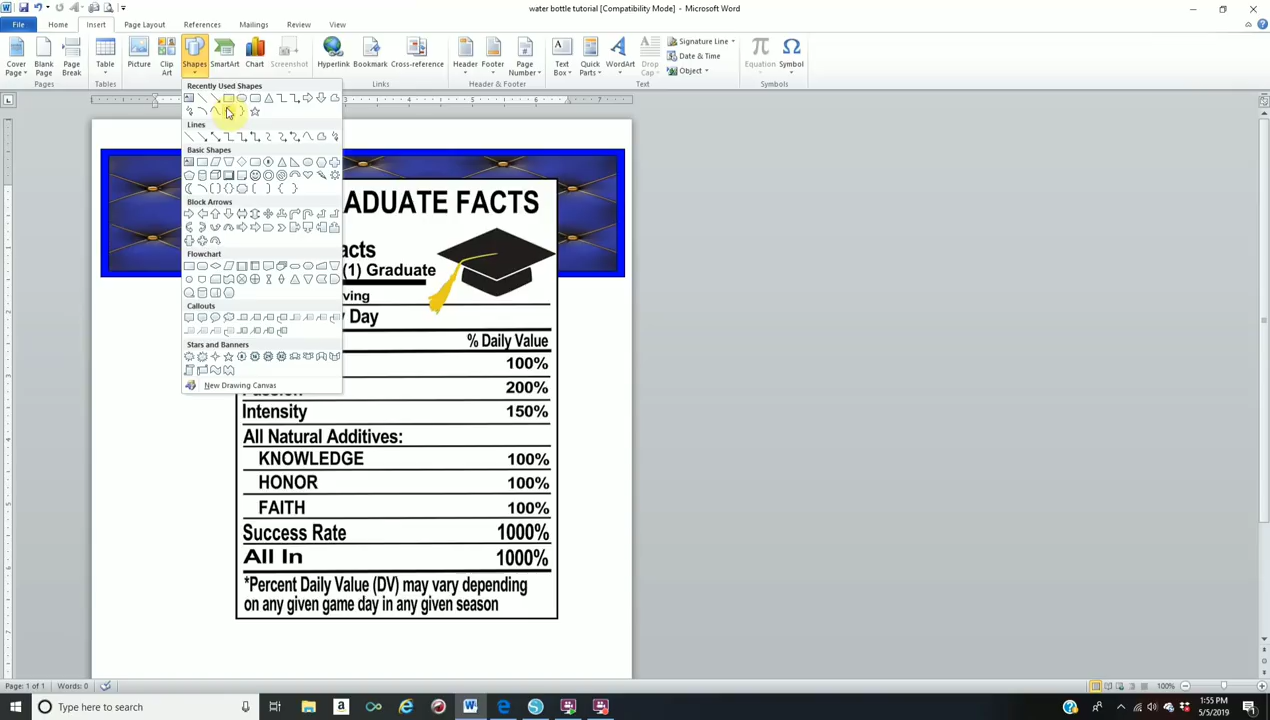 water bottle tutorial [Compatibility Mode] - Microsoft Word
File Home Insert Page Layout References Mailings Review View
Cover Page Blank Page Page Break Table Picture Clip Art Shapes SmartArt Chart Screenshot Hyperlink Bookmark Cross-reference Header Footer Page Number Text Box Quick Parts WordArt Drop Cap Signature Line Date & Time Object Equation Symbol
Pages Tables Links Header & Footer Text Symbols
Recently Used Shapes
Lines
Basic Shapes
Block Arrows
Flowchart
Callouts
Stars and Banners
New Drawing Canvas
3 4 5 6 7
ADUATE FACTS
acts
(1) Graduate
ving
y Day
% Daily Value
100%
200%
Intensity 150%
All Natural Additives:
KNOWLEDGE 100%
HONOR 100%
FAITH 100%
Success Rate 1000%
All In 1000%
*Percent Daily Value (DV) may vary depending
on any given game day in any given season
Page: 1 of 1 Words: 0 100%
Type here to search
1:55 PM
5/5/2019